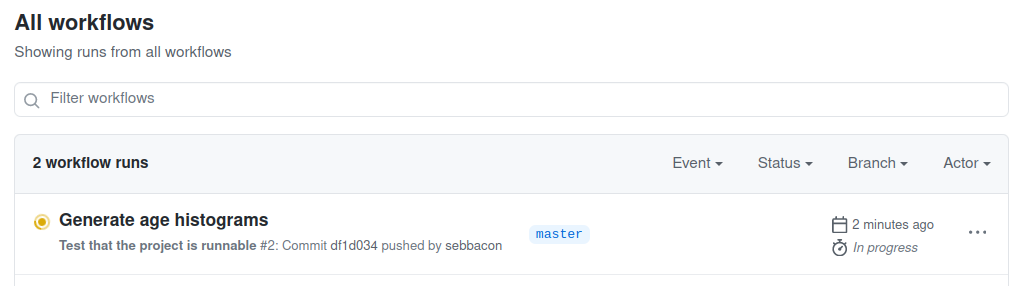 All workflows
Showing runs from all workflows
Filter workflows
2 workflow runs Event Status Branch Actor
Generate age histograms
Test that the project is runnable #2: Commit df1d034 pushed by sebbacon
master
2 minutes ago
In progress